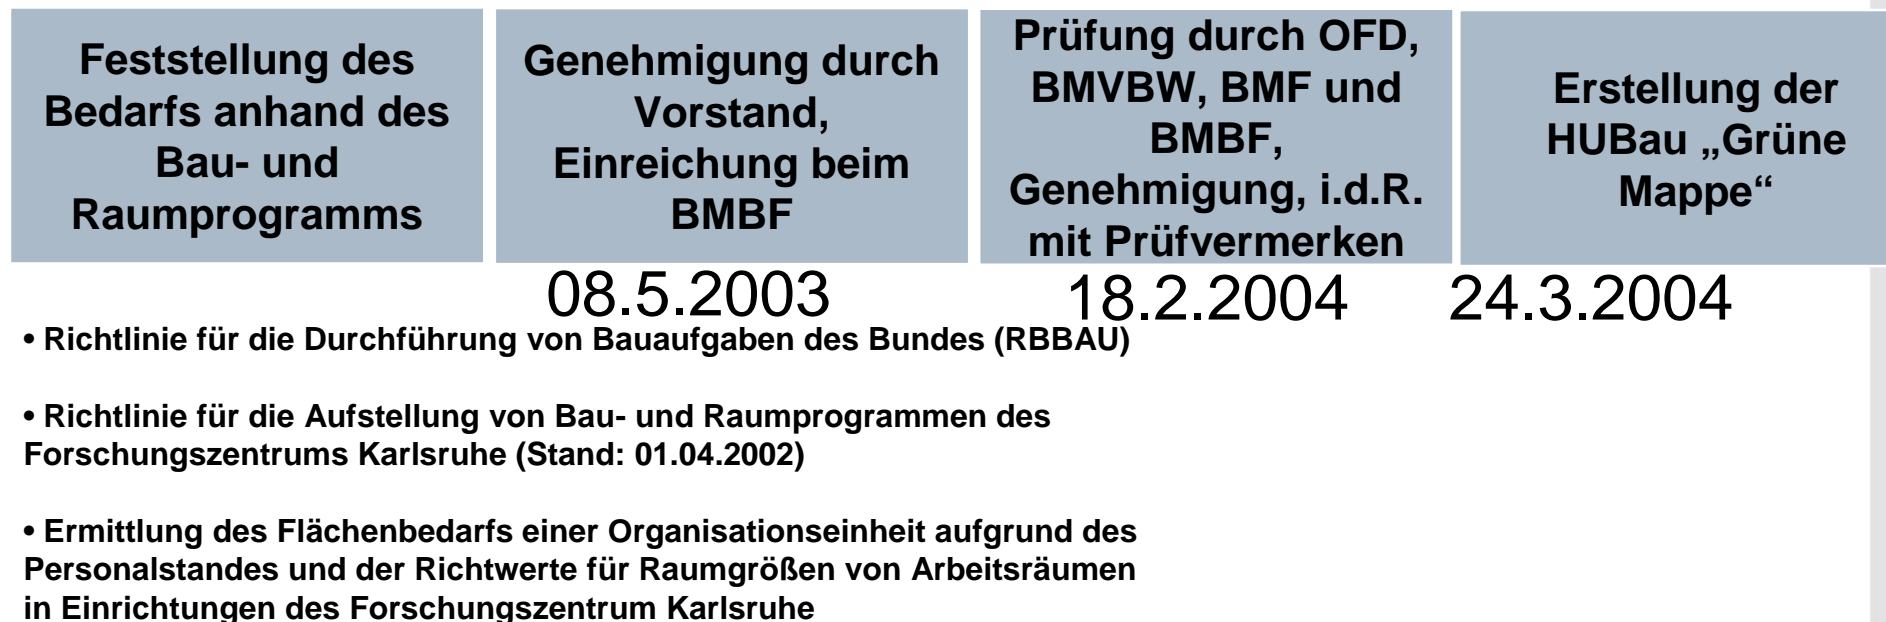 Feststellung des
Bedarfs anhand des
Bau- und
Raumprogramms
Genehmigung durch
Vorstand,
Einreichung beim
BMBF
Prüfung durch OFD,
BMVBW, BMF und
BMBF,
Genehmigung, i.d.R.
mit Prüfvermerken
Erstellung der
HUBau „Grüne
Mappe“
08.5.2003
18.2.2004
24.3.2004
• Richtlinie für die Durchführung von Bauaufgaben des Bundes (RBBAU)
• Richtlinie für die Aufstellung von Bau- und Raumprogrammen des
Forschungszentrums Karlsruhe (Stand: 01.04.2002)
• Ermittlung des Flächenbedarfs einer Organisationseinheit aufgrund des
Personalstandes und der Richtwerte für Raumgrößen von Arbeitsräumen
in Einrichtungen des Forschungszentrum Karlsruhe